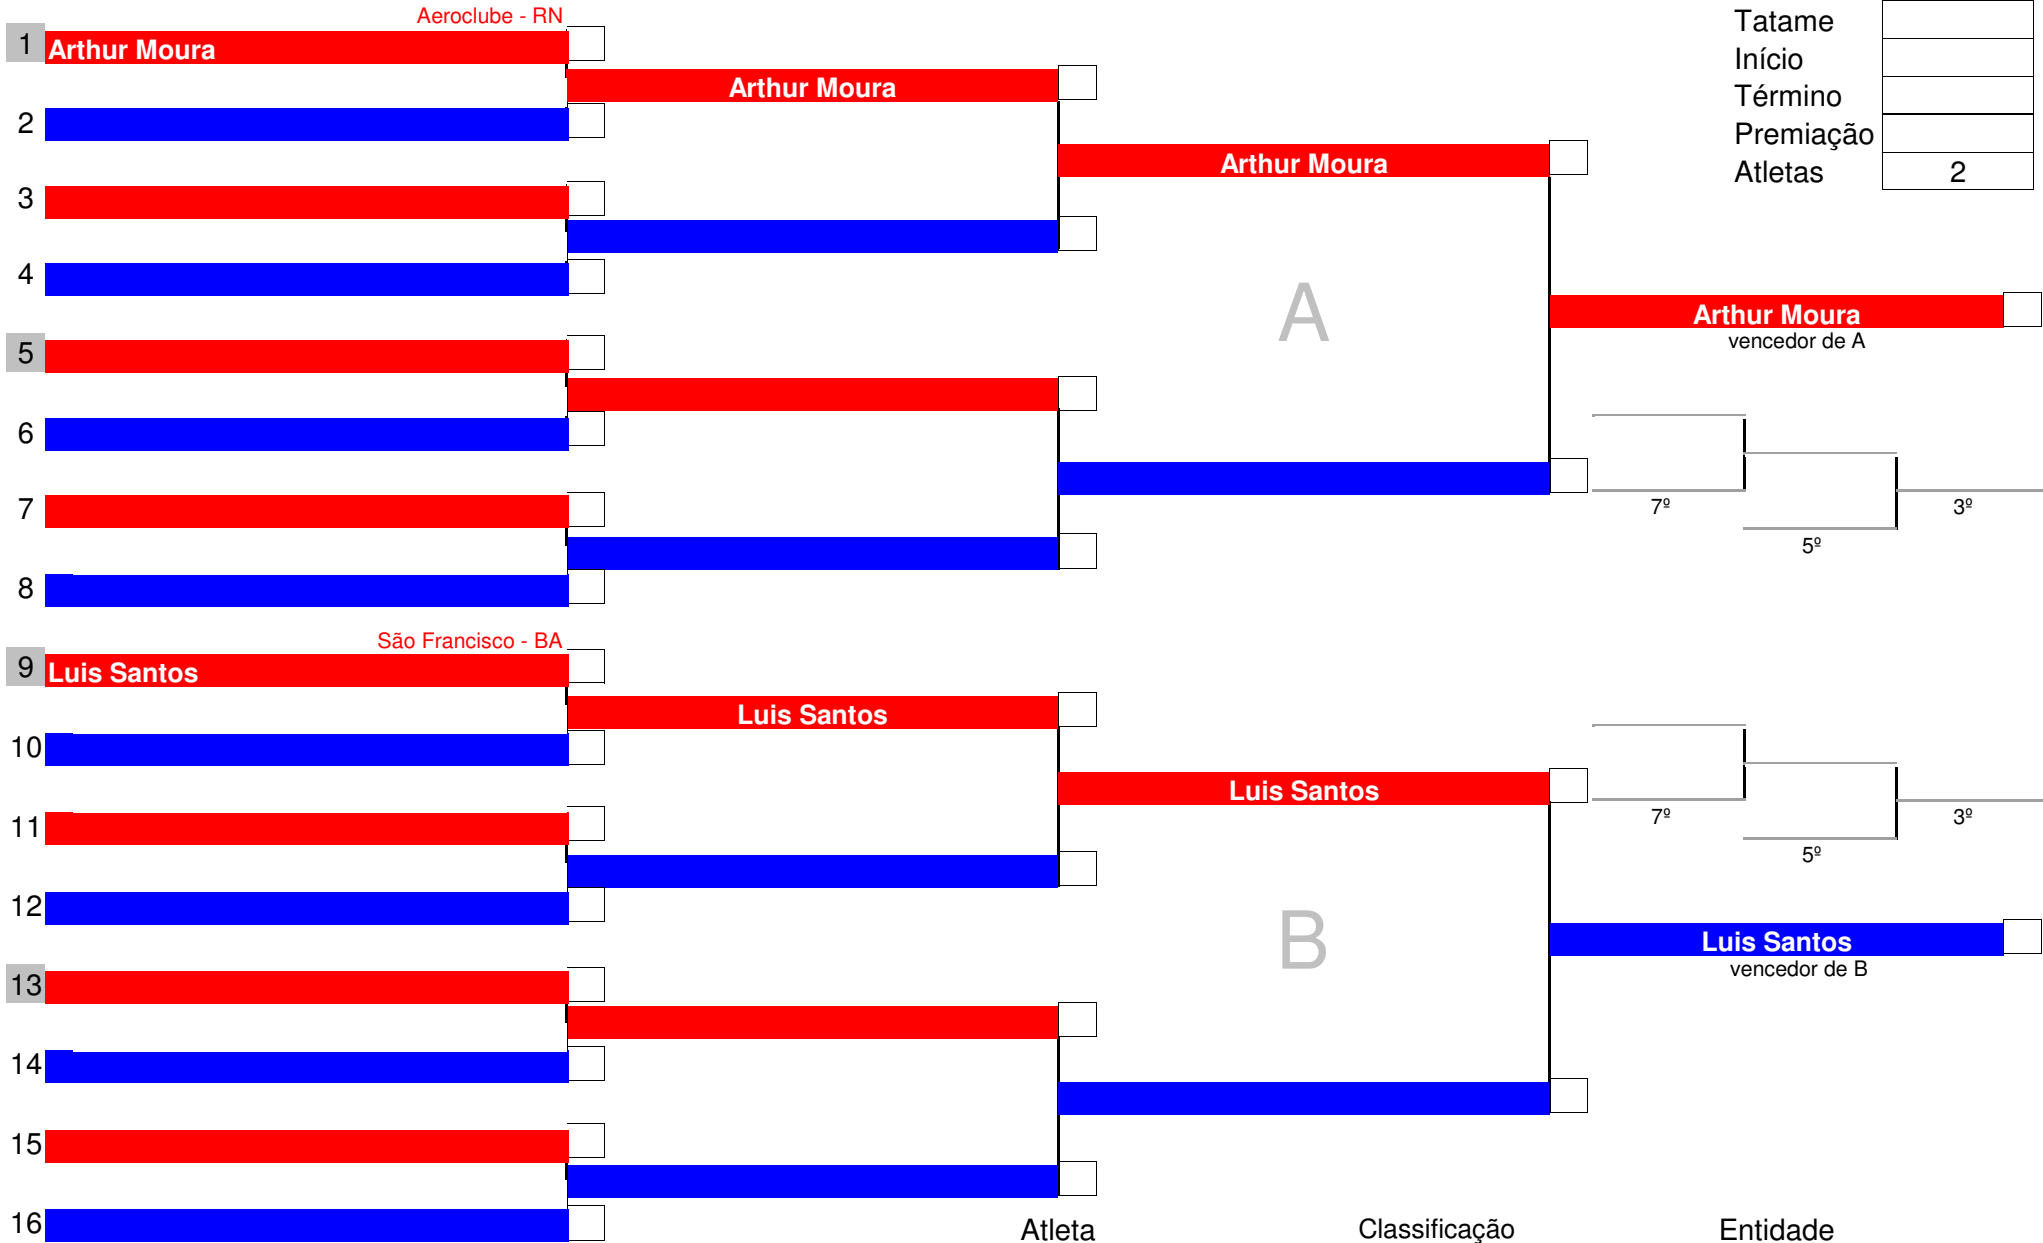 Aeroclube - RN
Tatame
1 Arthur Moura
Início
Arthur Moura
Término
2
Premiação
Arthur Moura
Atletas 2
3
4
A
Arthur Moura
vencedor de A
5
6
7
7º 3º
5º
8
São Francisco - BA
9 Luis Santos
Luis Santos
10
Luis Santos
7º 3º
11
5º
12
B
Luis Santos
vencedor de B
13
14
15
16
Atleta Classificação Entidade